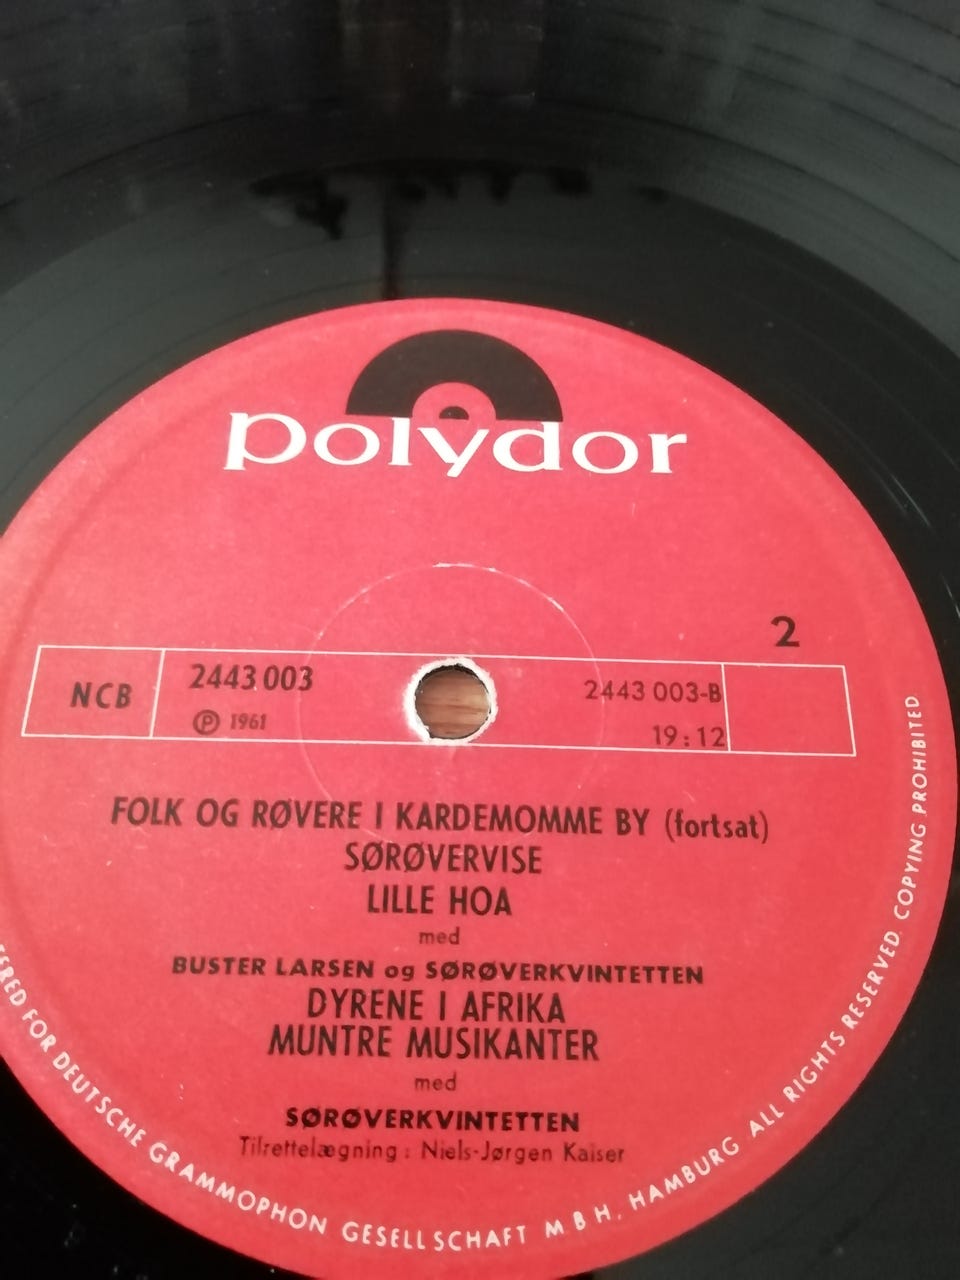 polydor
2
NCB
2443 003
Ⓟ 1961
2443 003-B
19:12
FOLK OG RØVERE I KARDEMOMME BY (fortsat)
SØRØVERVISE
LILLE HOA
med
BUSTER LARSEN og SØRØVERKVINTETTEN
DYRENE I AFRIKA
MUNTRE MUSIKANTER
med
SØRØVERKVINTETTEN
Tilrettelægning : Niels-Jørgen Kaiser
FOR DEUTSCHE GRAMMOPHON GESELLSCHAFT M B H, HAMBURG ALL RIGHTS RESERVED COPYING PROHIBITED